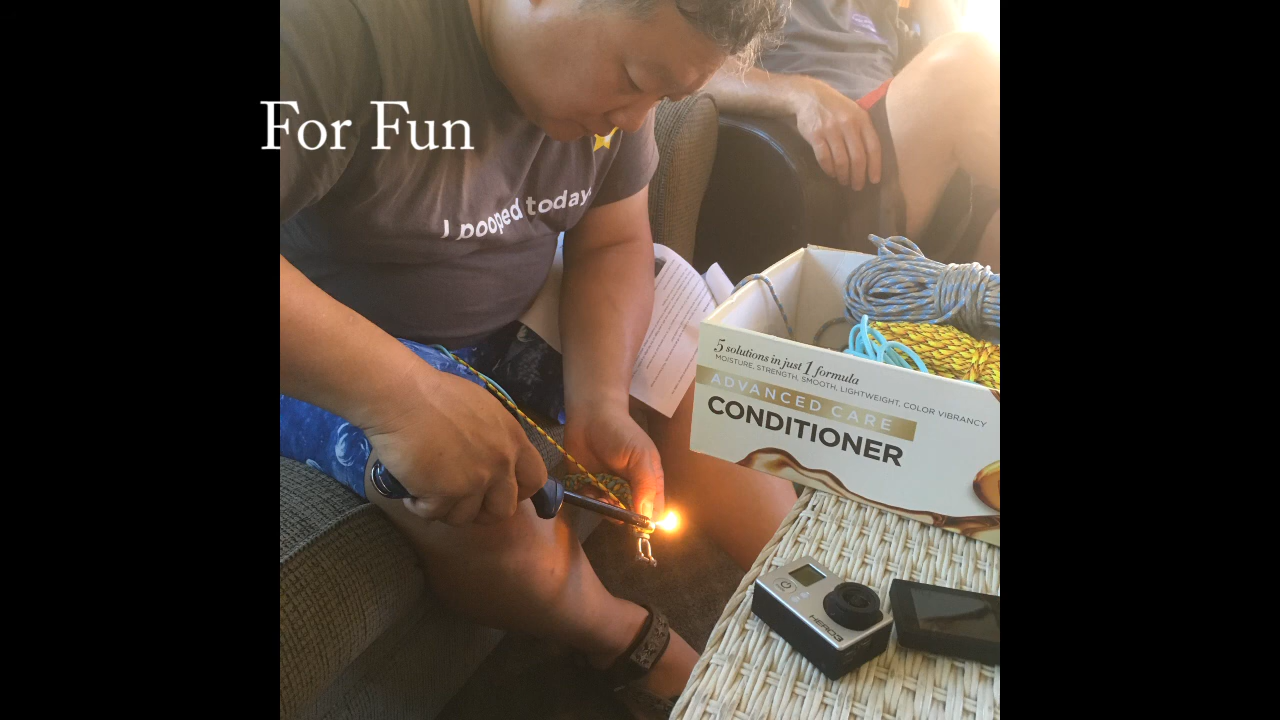 For Fun
I pooped today
5 solutions in just 1 formula
MOISTURE, STRENGTH, SMOOTH, LIGHTWEIGHT, COLOR VIBRANCY
ADVANCED CARE
CONDITIONER
HERO3